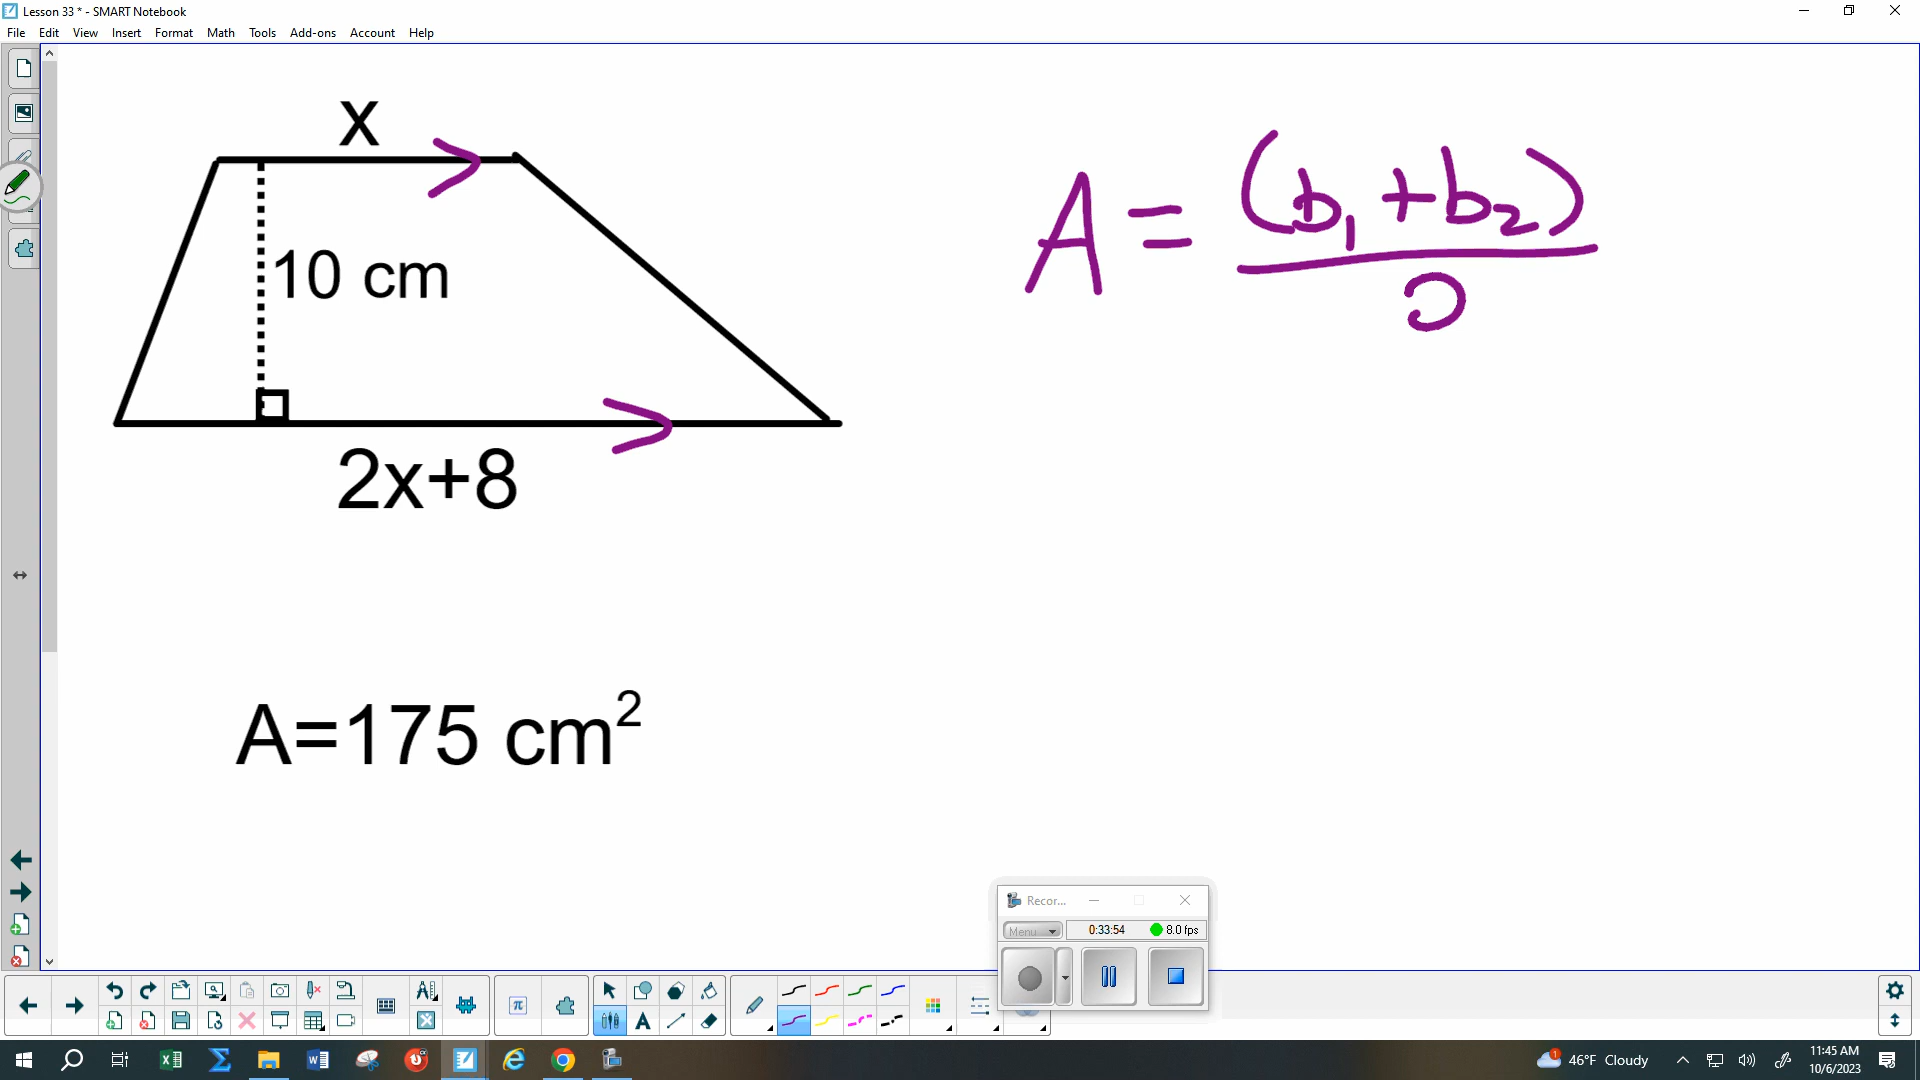 Lesson 33 * - SMART Notebook
File Edit View Insert Format Math Tools Add-ons Account Help
x
10 cm
2x+8
A=175 cm²
A = (b₁ + b₂)
Recor...
Menu 0:33:54 8.0 fps
π
A
46°F Cloudy
11:45 AM
10/6/2023